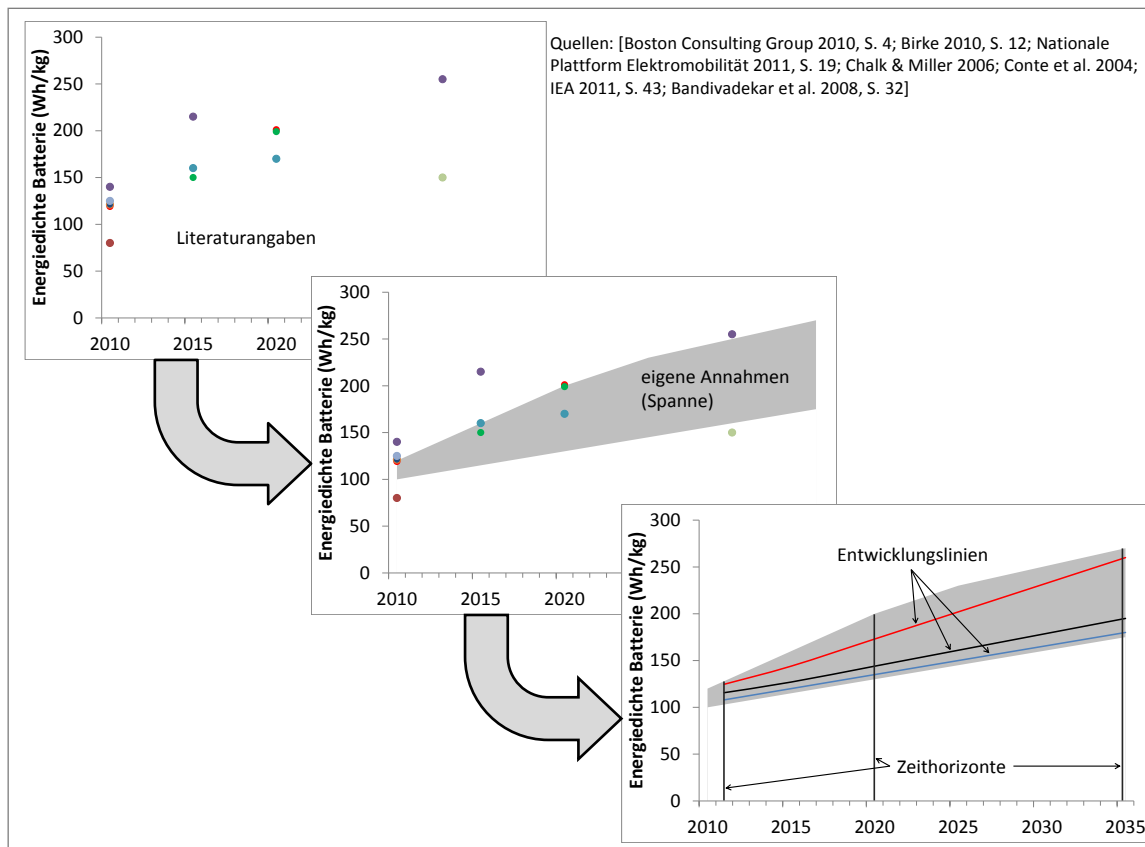 Quellen: [Boston Consulting Group 2010, S. 4; Birke 2010, S. 12; Nationale
Plattform Elektromobilität 2011, S. 19; Chalk & Miller 2006; Conte et al. 2004;
IEA 2011, S. 43; Bandivadekar et al. 2008, S. 32]
Energiedichte Batterie (Wh/kg)
300
250
200
150
100
50
0
Literaturangaben
2010 2015 2020
Energiedichte Batterie (Wh/kg)
300
250
200
150
100
50
0
eigene Annahmen
(Spanne)
2010 2015 2020
Energiedichte Batterie (Wh/kg)
300
250
200
150
100
50
0
Entwicklungslinien
Zeithorizonte
2010 2015 2020 2025 2030 2035